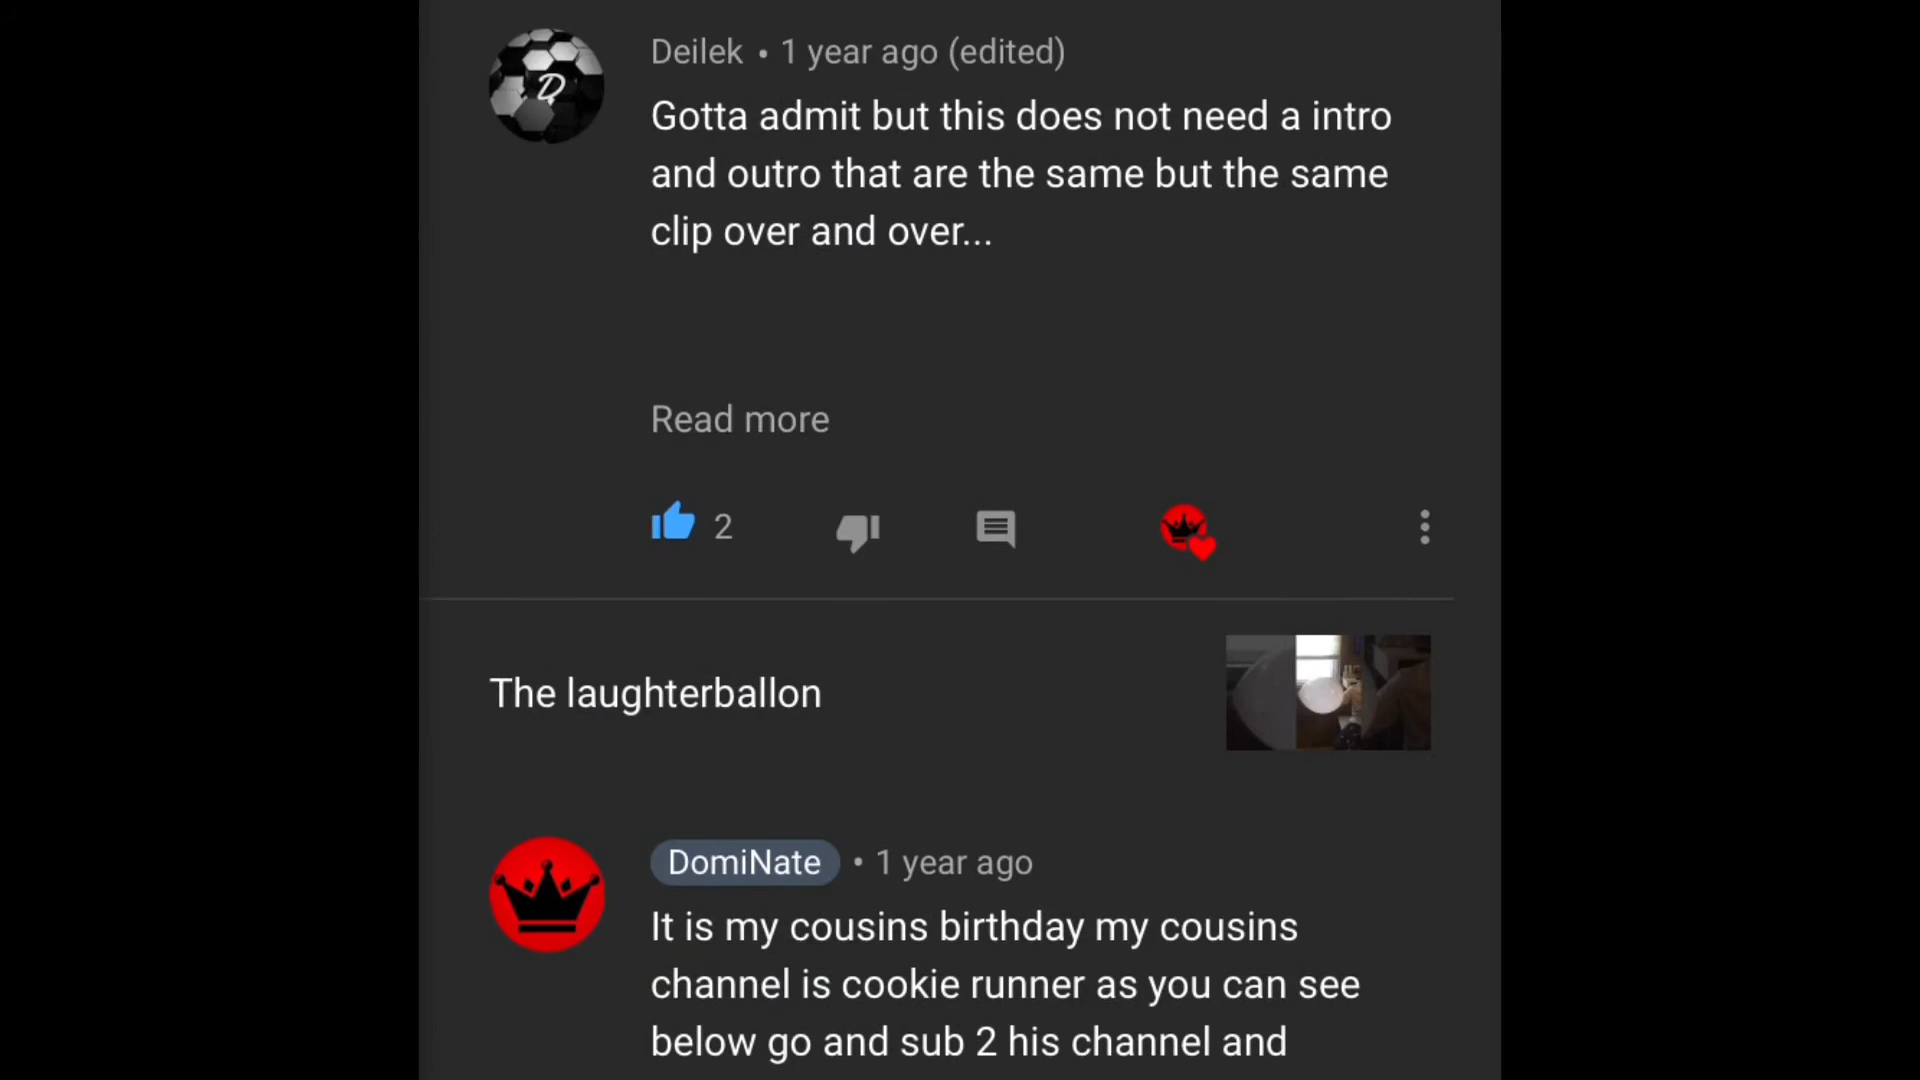 D
Deilek • 1 year ago (edited)
Gotta admit but this does not need a intro
and outro that are the same but the same
clip over and over...
Read more
2
The laughterballon
DomiNate • 1 year ago
It is my cousins birthday my cousins
channel is cookie runner as you can see
below go and sub 2 his channel and